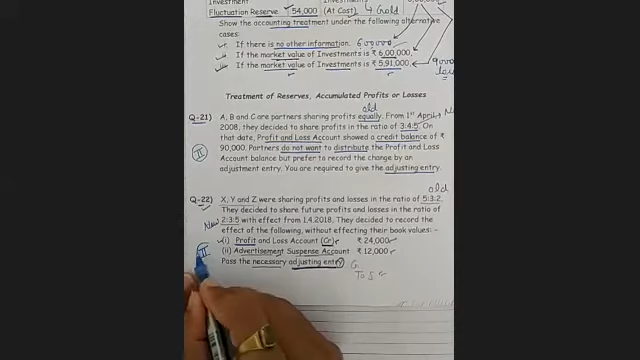 Investment
Fluctuation Reserve 54,000 (At Cost) 4 Gold
Show the accounting treatment under the following alternative
cases:
If there is no other information. 600000
If the market value of Investments is ₹ 6,00,000.
If the market value of Investments is ₹ 5,91,000. 9000
Treatment of Reserves, Accumulated Profits or Losses
old
Q-21) A, B and C are partners sharing profits equally. From 1st April,
2008, they decided to share profits in the ratio of 3:4:5. On
that date, Profit and Loss Account showed a credit balance of ₹
II 90,000. Partners do not want to distribute the Profit and Loss
Account balance but prefer to record the change by an
adjustment entry. You are required to give the adjusting entry.
old
Q-22) X, Y and Z were sharing profits and losses in the ratio of 5:3:2.
They decided to share future profits and losses in the ratio of
New 2:3:5 with effect from 1.4.2018. They decided to record the
effect of the following, without effecting their book values:-
(i Profit and Loss Account (Cr) ₹ 24,000
II (ii) Advertisement Suspense Account ₹ 12,000
Pass the necessary adjusting entry) G
To S